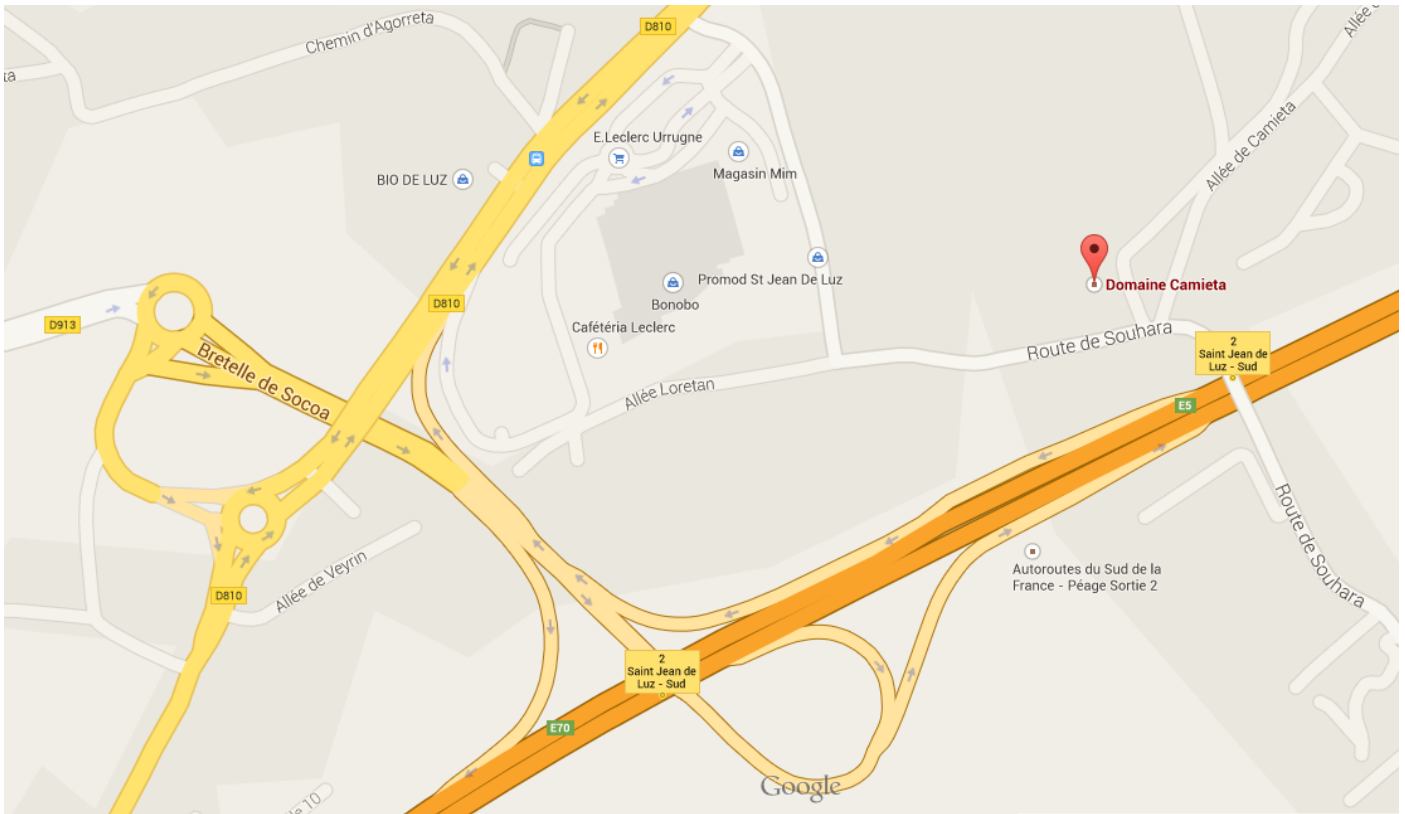 D810
Chemin d'Agorreta
ta
Allée
E.Leclerc Urrugne
Magasin Mim
BIO DE LUZ
Allée de Camieta
Promod St Jean De Luz
Bonobo
Domaine Camieta
D810
D913
Cafétéria Leclerc
Bretelle de Socoa
Route de Souhara
2
Saint Jean de
Luz - Sud
Allée Loretan
E5
Route de Souhara
Autoroutes du Sud de la
France - Péage Sortie 2
Allée de Veyrin
D810
2
Saint Jean de
Luz - Sud
E70
Google
10